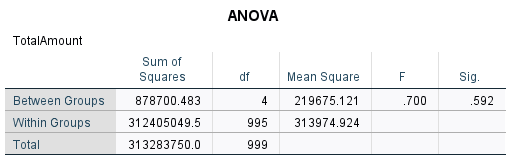 ANOVA
TotalAmount
Sum of Squares df Mean Square F Sig.
Between Groups 878700.483 4 219675.121 .700 .592
Within Groups 312405049.5 995 313974.924
Total 313283750.0 999